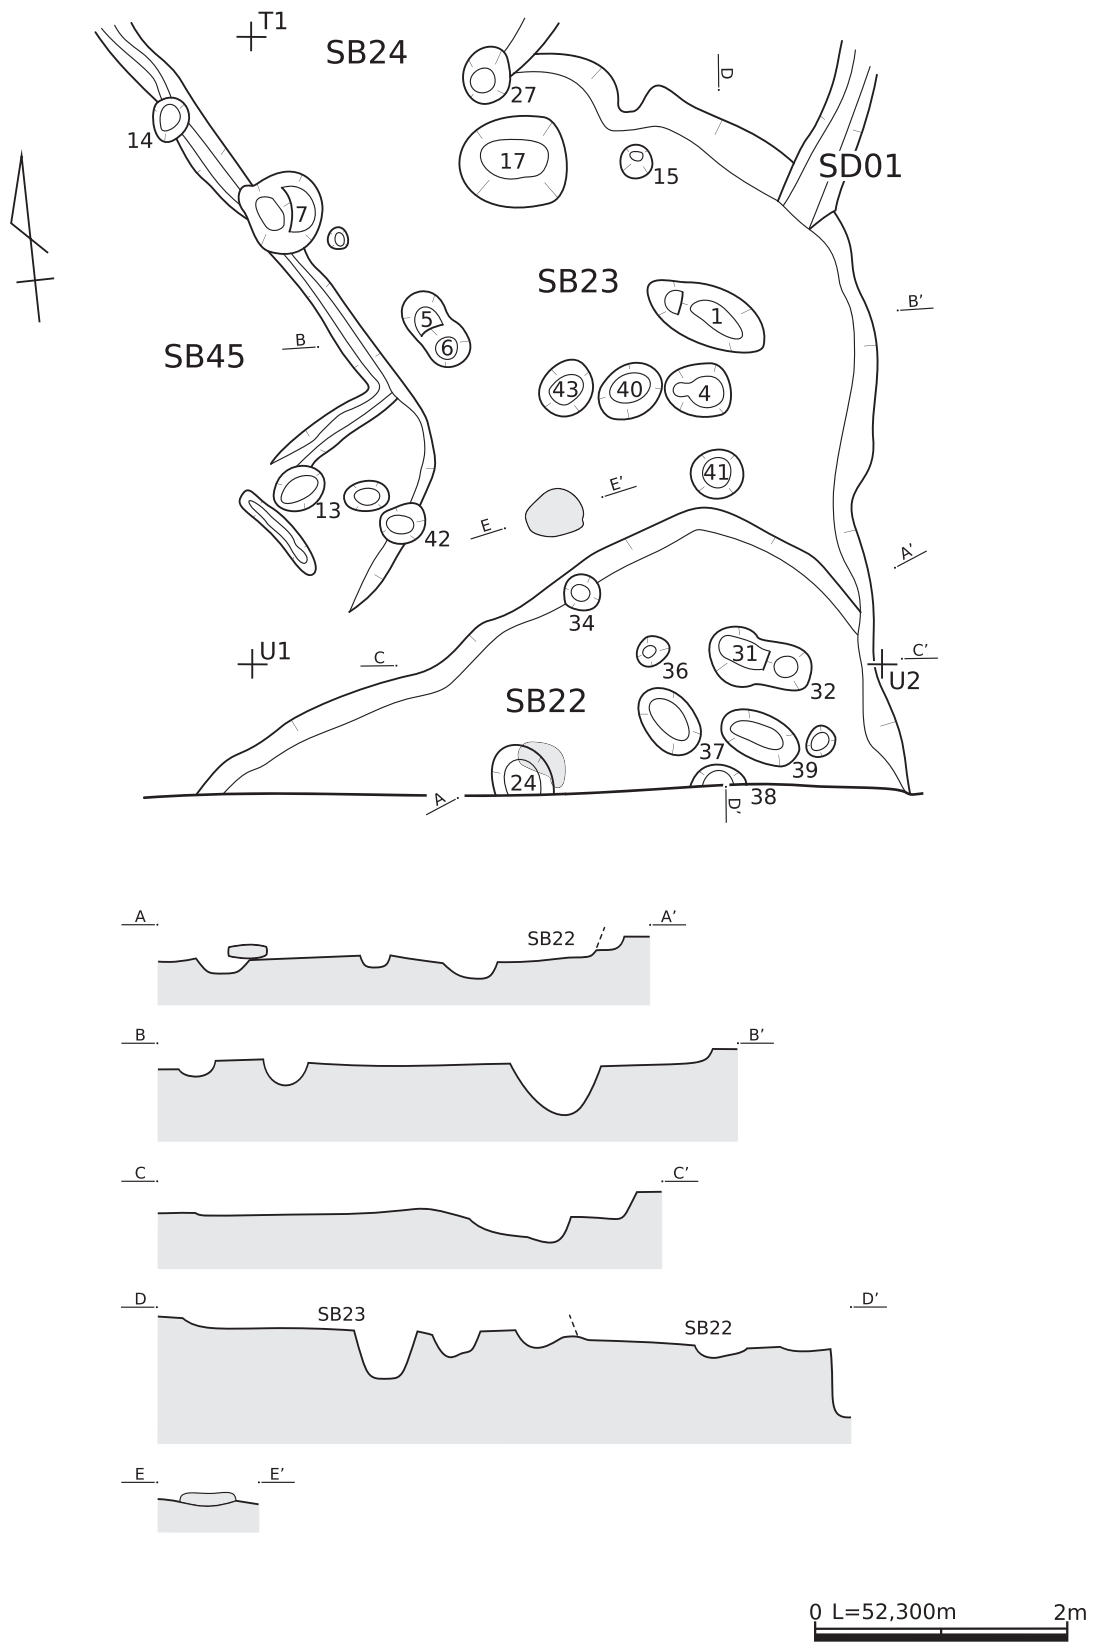 T1
SB24
D
27
14
SD01
17
15
7
SB23
B'
B
5
1
SB45
6
43
40
4
41
E'
13
E
42
A'
34
U1
C
C'
31
36
U2
32
SB22
37
39
24
A
D'
38
A
SB22
A'
B
B'
C
C'
D
SB23
SB22
D'
E
E'
0 L=52,300m 2m